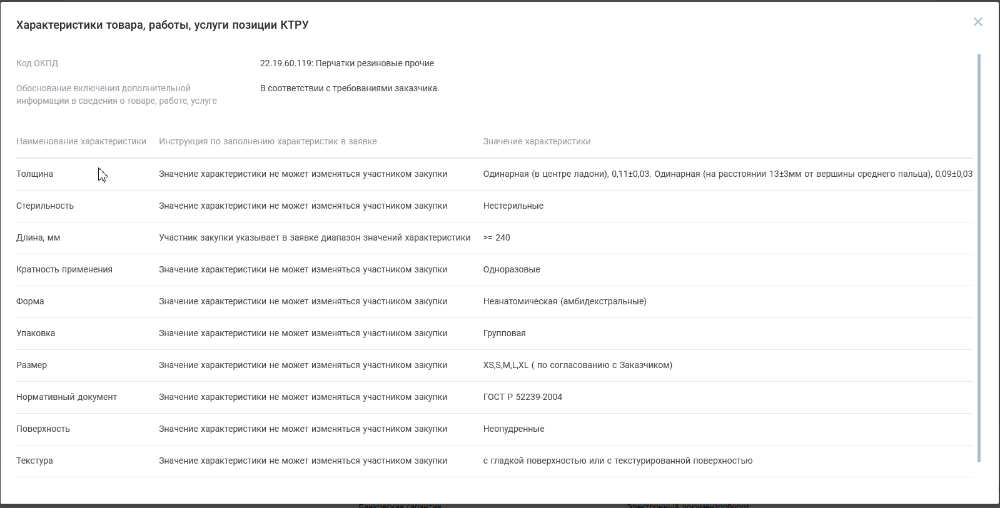 Характеристики товара, работы, услуги позиции КТРУ
Код ОКПД 22.19.60.119: Перчатки резиновые прочие
Обоснование включения дополнительной В соответствии с требованиями заказчика.
информации в сведения о товаре, работе, услуге
Наименование характеристики Инструкция по заполнению характеристик в заявке Значение характеристики
Толщина Значение характеристики не может изменяться участником закупки Одинарная (в центре ладони), 0,11±0,03. Одинарная (на расстоянии 13±3мм от вершины среднего пальца), 0,09±0,03
Стерильность Значение характеристики не может изменяться участником закупки Нестерильные
Длина, мм Участник закупки указывает в заявке диапазон значений характеристики >= 240
Кратность применения Значение характеристики не может изменяться участником закупки Одноразовые
Форма Значение характеристики не может изменяться участником закупки Неанатомическая (амбидекстральные)
Упаковка Значение характеристики не может изменяться участником закупки Групповая
Размер Значение характеристики не может изменяться участником закупки XS,S,M,L,XL ( по согласованию с Заказчиком)
Нормативный документ Значение характеристики не может изменяться участником закупки ГОСТ Р 52239-2004
Поверхность Значение характеристики не может изменяться участником закупки Неопудренные
Текстура Значение характеристики не может изменяться участником закупки с гладкой поверхностью или с текстурированной поверхностью
Банковская гарантия Электронный документооборот